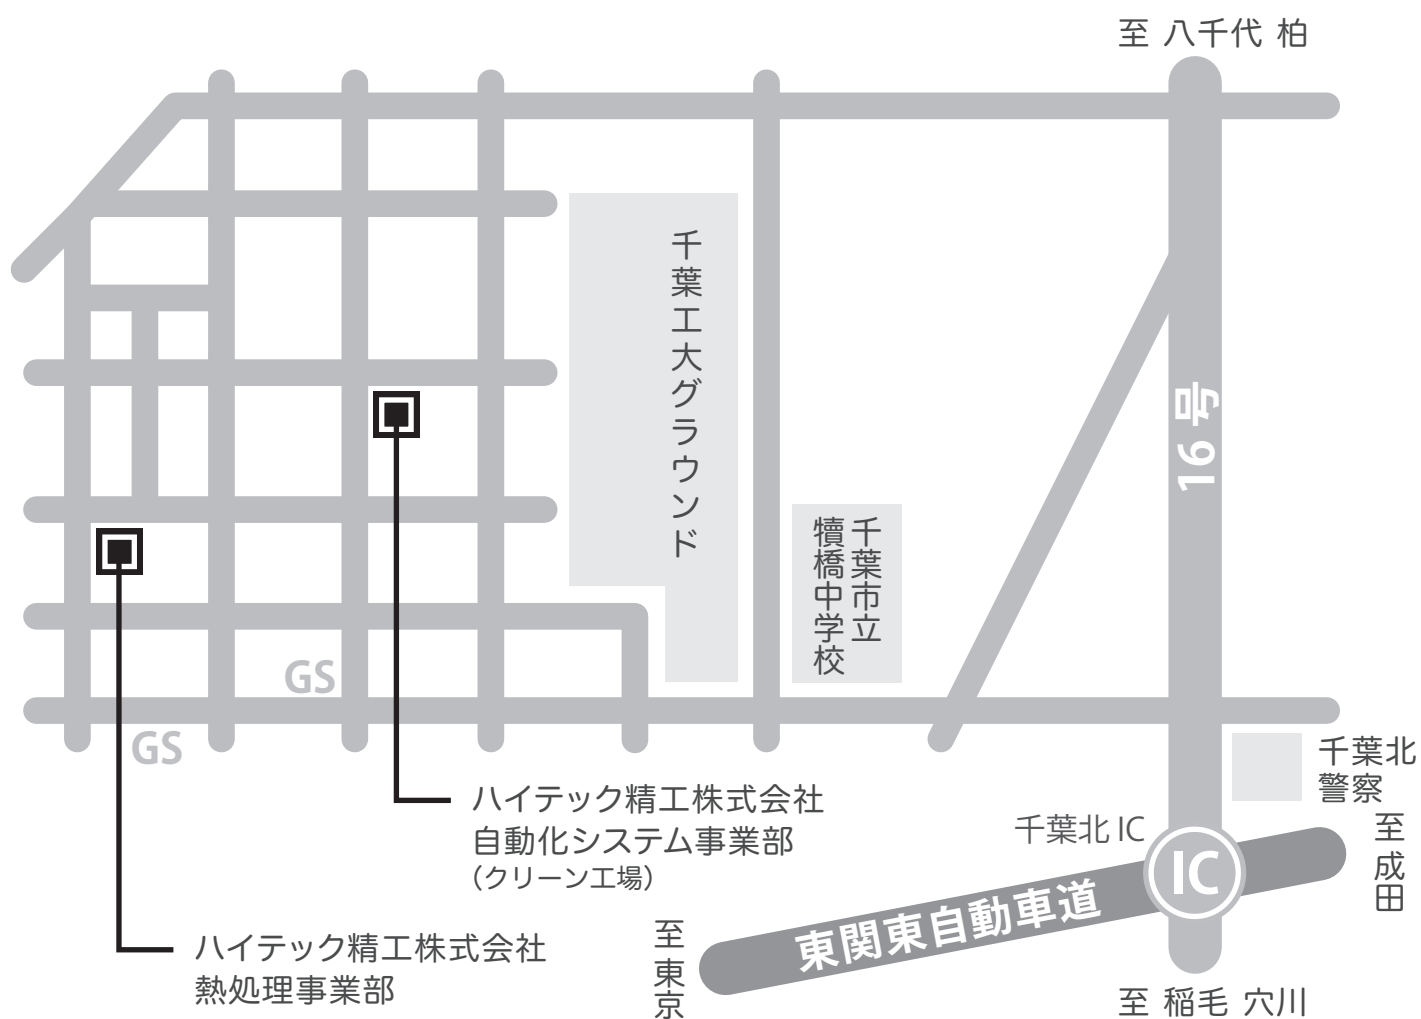 至 八千代 柏
千葉工大グラウンド
16号
千葉市立
犢橋中学校
GS
GS
千葉北
警察
ハイテック精工株式会社
自動化システム事業部
(クリーン工場)
千葉北 IC
IC
至 成田
東関東自動車道
至 東京
ハイテック精工株式会社
熱処理事業部
至 稲毛 穴川